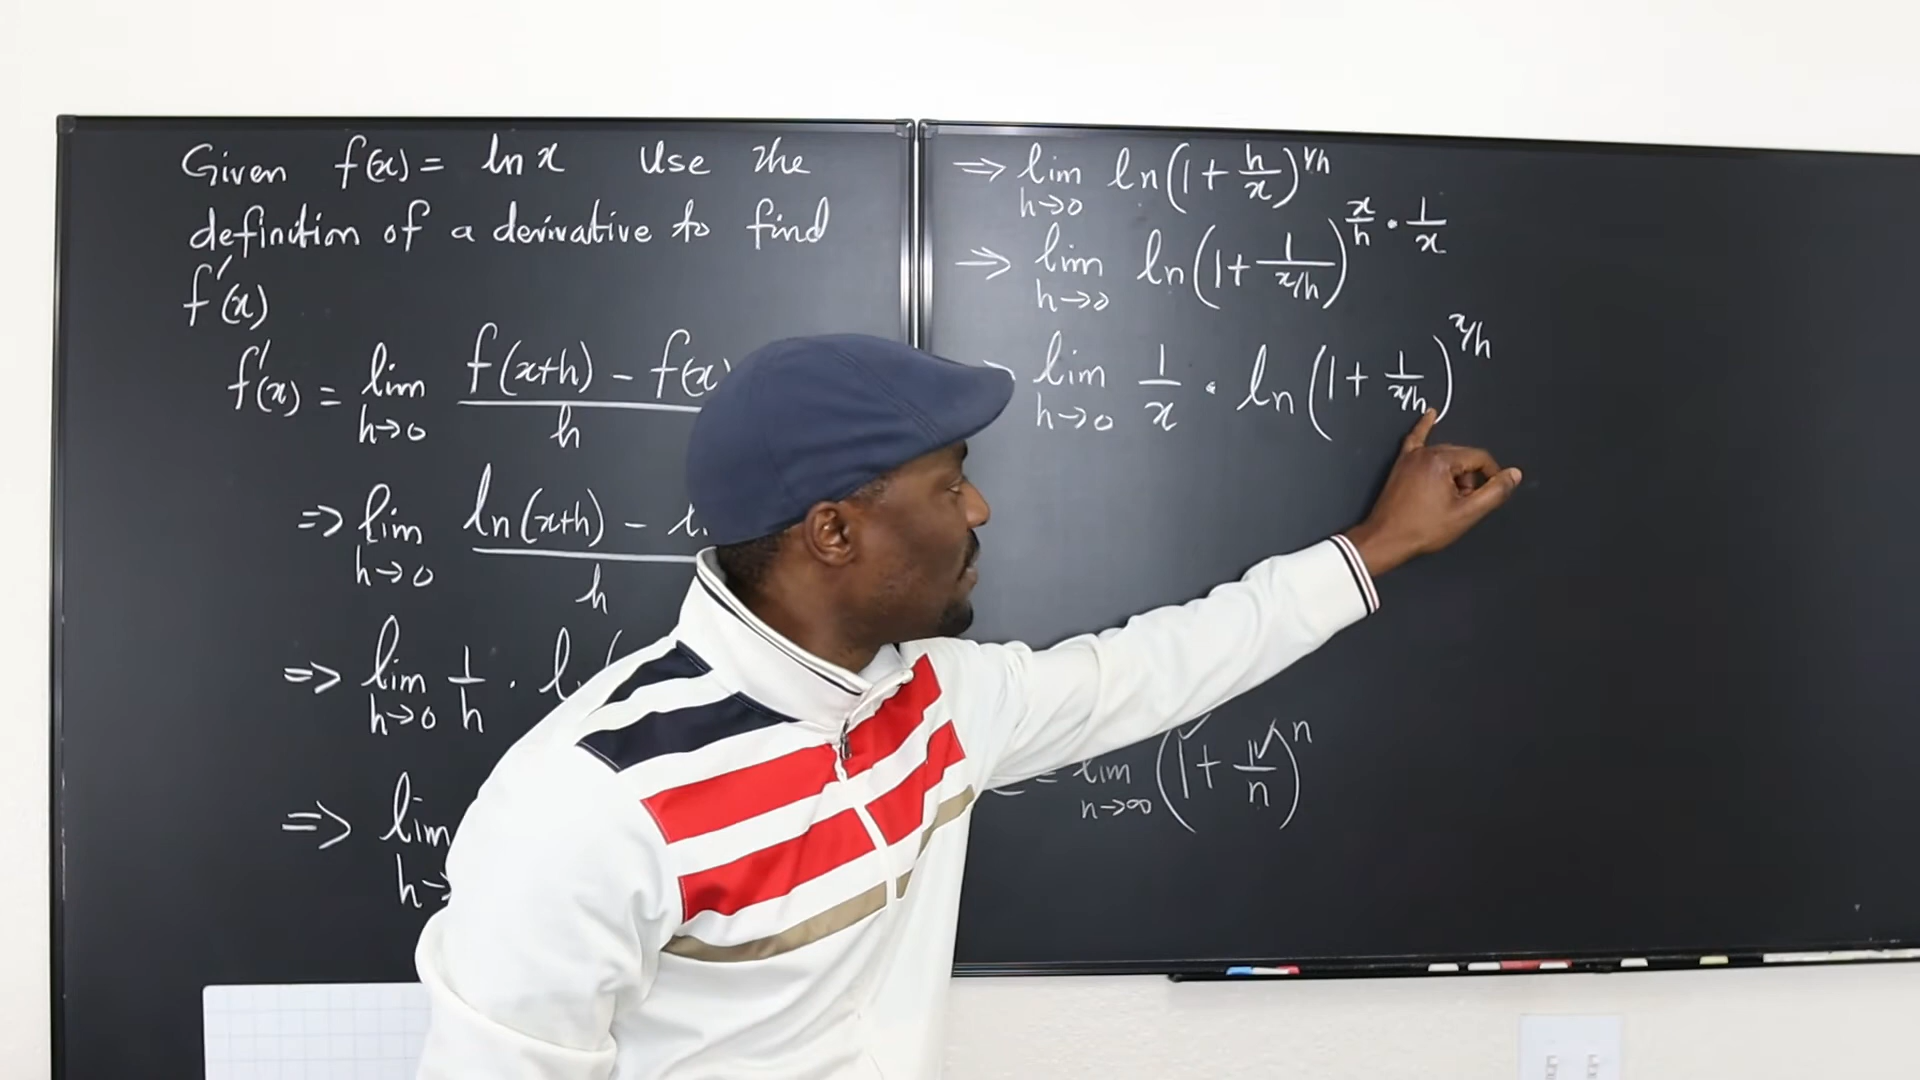 Given f(x) = ln x Use the
definition of a derivative to find
f'(x)
f'(x) = lim h→0 f(x+h) - f(x) / h
⇒ lim h→0 ln(x+h) - / h
⇒ lim h→0 1/h · ln(
⇒ lim h→
⇒ lim h→0 ln(1 + h/x)^1/h
⇒ lim h→0 ln(1 + 1/(x/h))^(x/h · 1/x)
lim h→0 1/x · ln(1 + 1/(x/h))^x/h
= lim n→∞ (1 + 1/n)^n